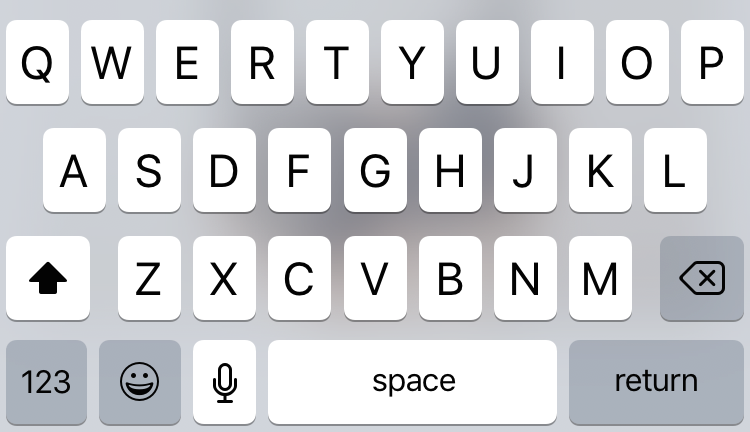 Q W E R T Y U I O P
A S D F G H J K L
Z X C V B N M
123 space return